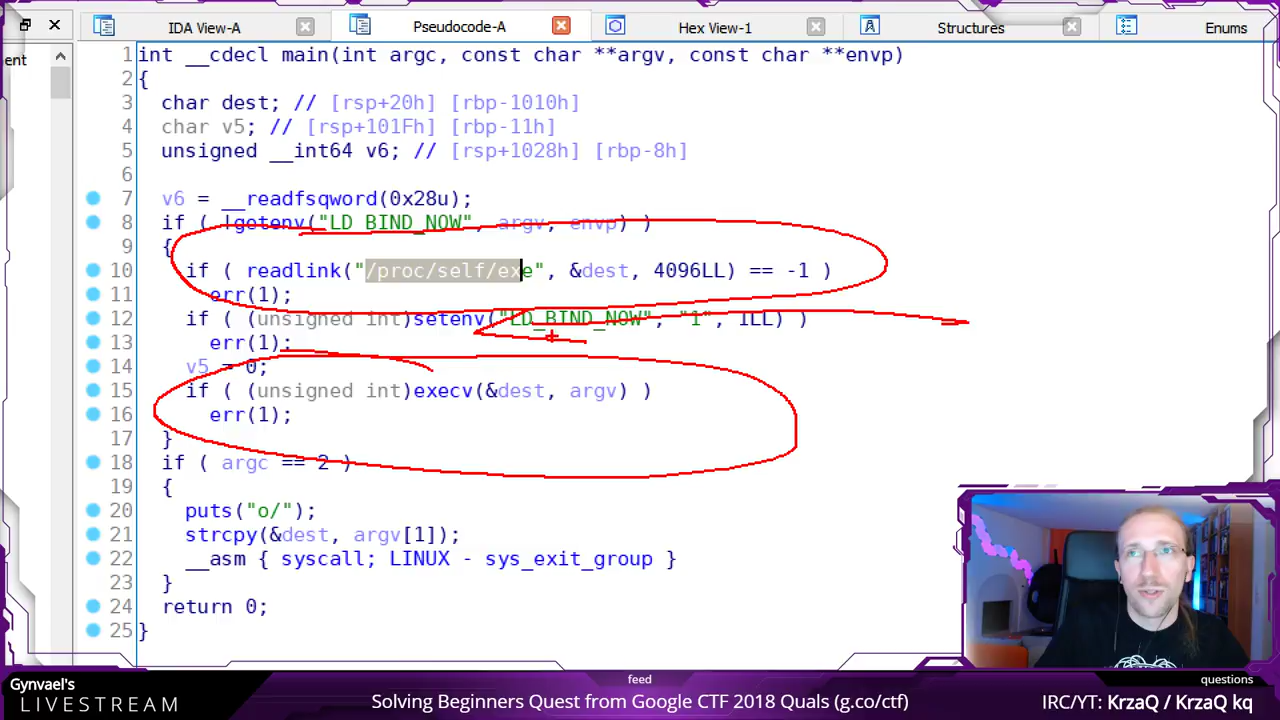 IDA View-A
Pseudocode-A
Hex View-1
Structures
Enums
ent
1 int __cdecl main(int argc, const char **argv, const char **envp)
2 {
3 char dest; // [rsp+20h] [rbp-1010h]
4 char v5; // [rsp+101Fh] [rbp-11h]
5 unsigned __int64 v6; // [rsp+1028h] [rbp-8h]
6
7 v6 = __readfsqword(0x28u);
8 if ( !getenv("LD_BIND_NOW", argv, envp) )
9 {
10 if ( readlink("/proc/self/exe", &dest, 4096LL) == -1 )
11 err(1);
12 if ( (unsigned int)setenv("LD_BIND_NOW", "1", 1LL) )
13 err(1);
14 v5 = 0;
15 if ( (unsigned int)execv(&dest, argv) )
16 err(1);
17 }
18 if ( argc == 2 )
19 {
20 puts("o/");
21 strcpy(&dest, argv[1]);
22 __asm { syscall; LINUX - sys_exit_group }
23 }
24 return 0;
25 }
Gynvael's
LIVESTREAM
feed
Solving Beginners Quest from Google CTF 2018 Quals (g.co/ctf)
questions
IRC/YT: KrzaQ / KrzaQ kq